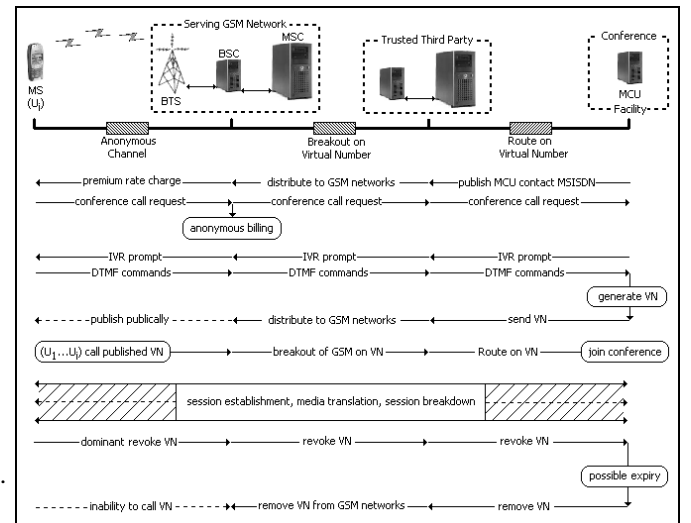 Serving GSM Network
MSC
BSC
BTS
MS
(Ui)
Trusted Third Party
Conference
MCU
Facility
Anonymous
Channel
Breakout on
Virtual Number
Route on
Virtual Number
premium rate charge distribute to GSM networks publish MCU contact MSISDN
conference call request conference call request conference call request
anonymous billing
IVR prompt IVR prompt IVR prompt
DTMF commands DTMF commands DTMF commands
generate VN
publish publically distribute to GSM networks send VN
(U1...Ui) call published VN breakout of GSM on VN Route on VN join conference
session establishment, media translation, session breakdown
dominant revoke VN revoke VN revoke VN
possible expiry
inability to call VN remove VN from GSM networks remove VN
.